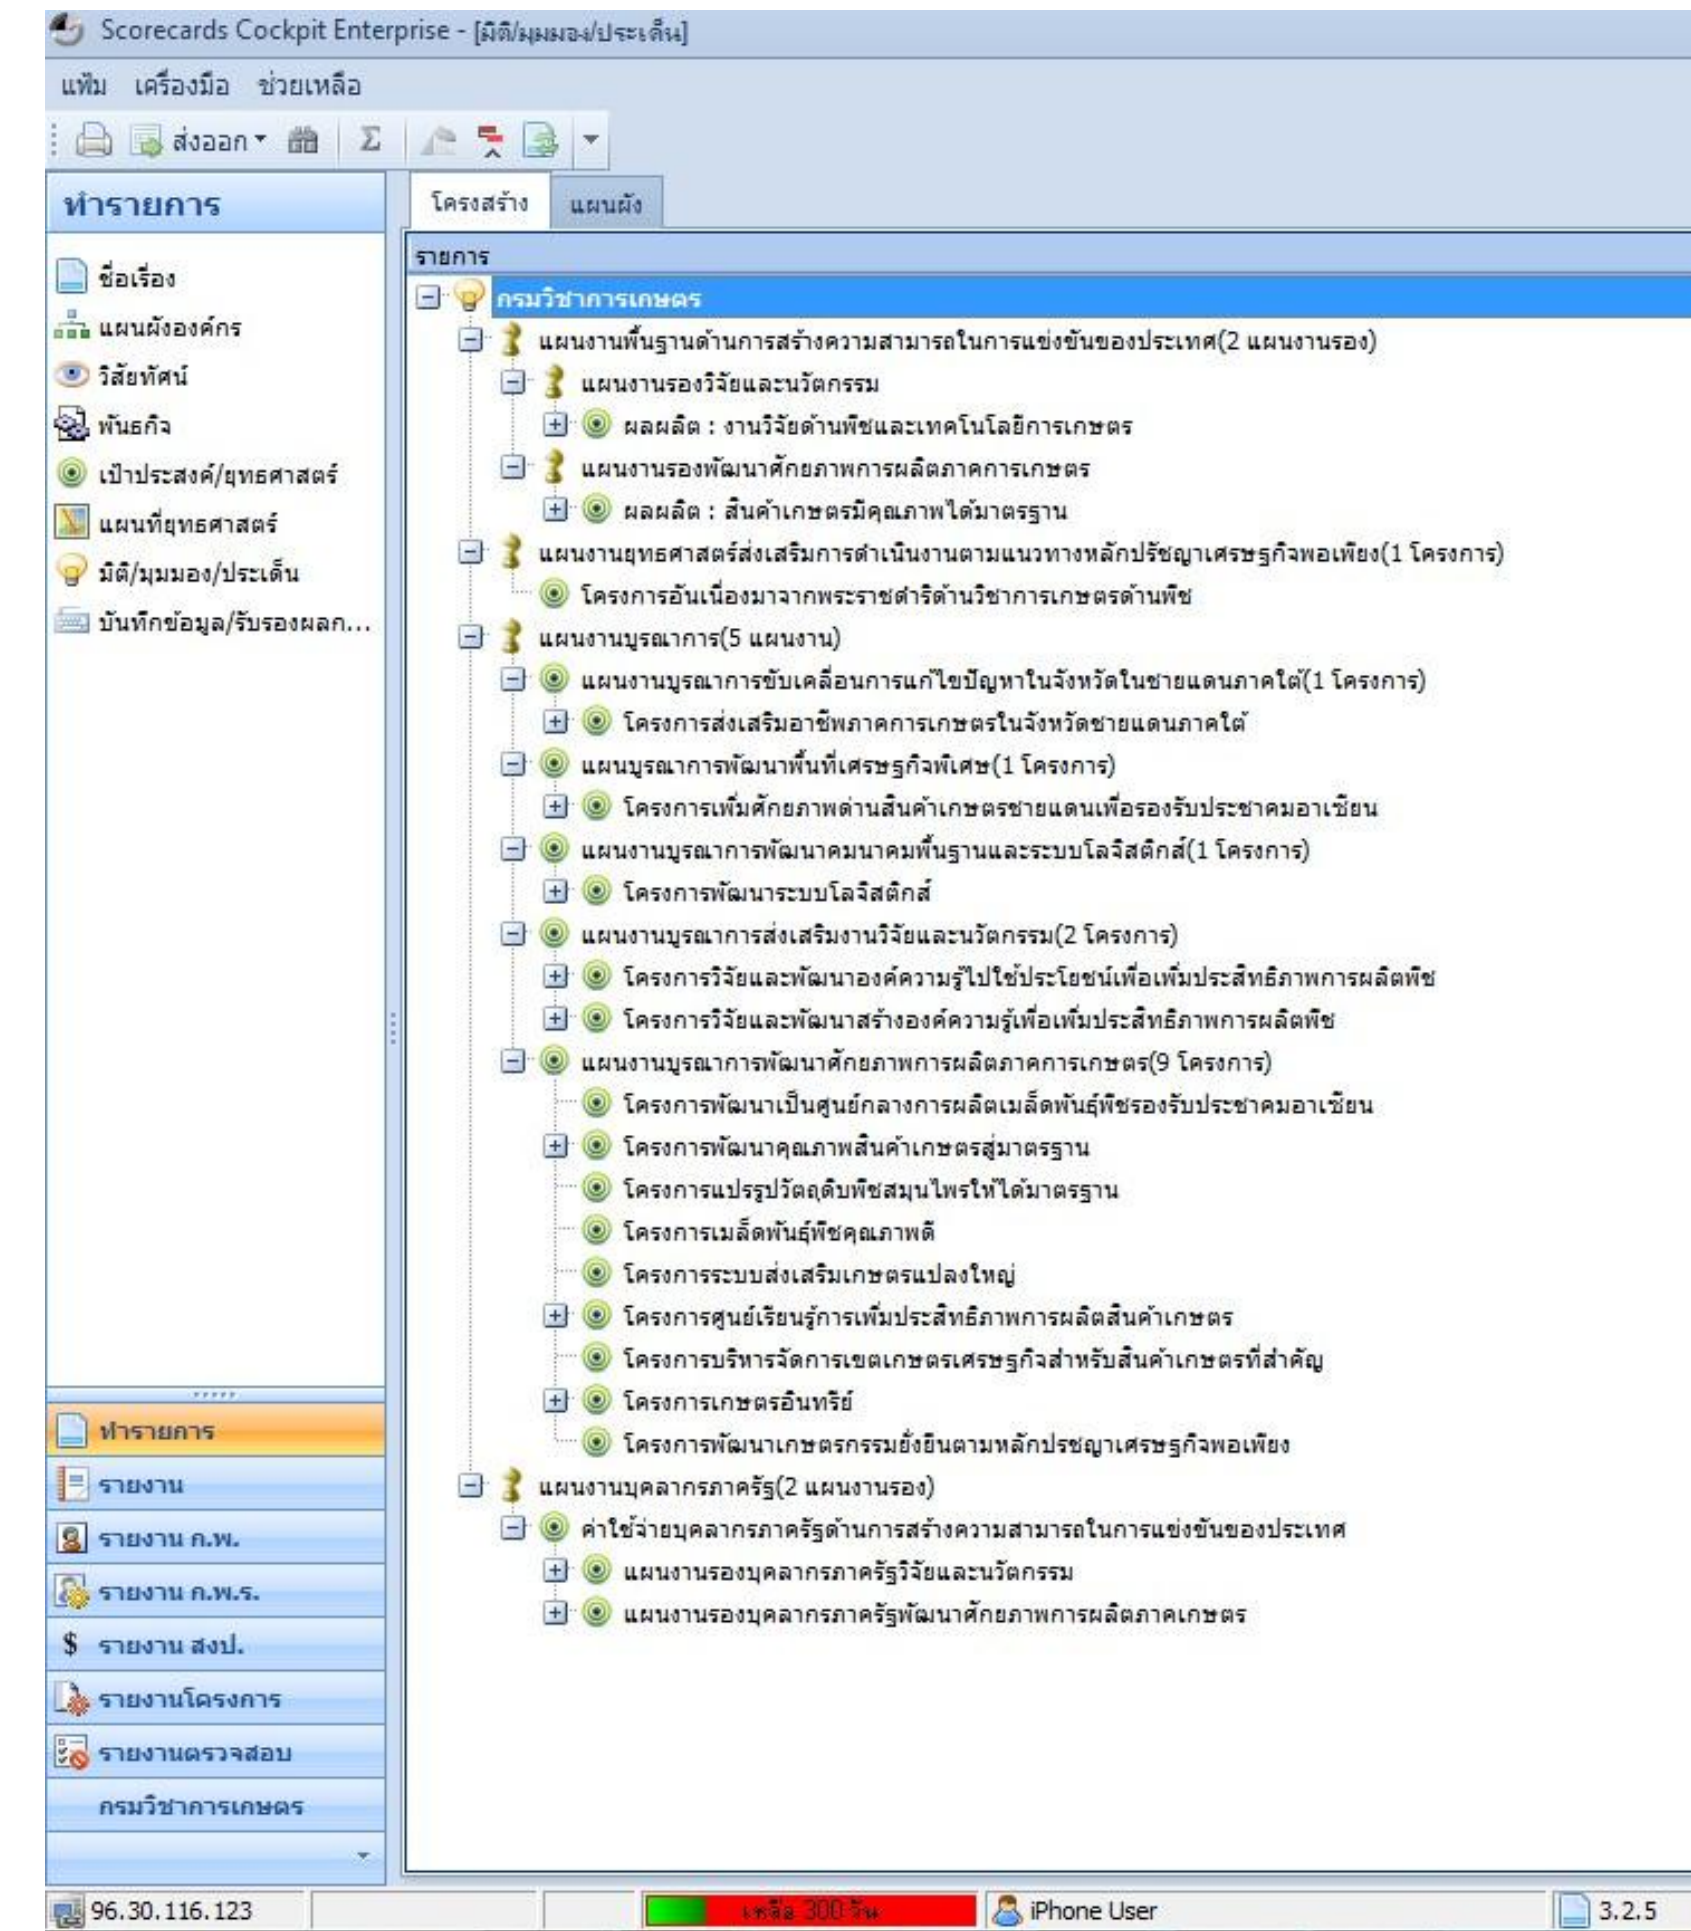 Scorecards Cockpit Enterprise - [มิติ/มุมมอง/ประเด็น]
แฟ้ม เครื่องมือ ช่วยเหลือ
ส่งออก Σ
ทำรายการ
ชื่อเรื่อง
แผนผังองค์กร
วิสัยทัศน์
พันธกิจ
เป้าประสงค์/ยุทธศาสตร์
แผนที่ยุทธศาสตร์
มิติ/มุมมอง/ประเด็น
บันทึกข้อมูล/รับรองผลก...
โครงสร้าง แผนผัง
รายการ
กรมวิชาการเกษตร
แผนงานพื้นฐานด้านการสร้างความสามารถในการแข่งขันของประเทศ(2 แผนงานรอง)
แผนงานรองวิจัยและนวัตกรรม
ผลผลิต : งานวิจัยด้านพืชและเทคโนโลยีการเกษตร
แผนงานรองพัฒนาศักยภาพการผลิตภาคการเกษตร
ผลผลิต : สินค้าเกษตรมีคุณภาพได้มาตรฐาน
แผนงานยุทธศาสตร์ส่งเสริมการดำเนินงานตามแนวทางหลักปรัชญาเศรษฐกิจพอเพียง(1 โครงการ)
โครงการอันเนื่องมาจากพระราชดำริด้านวิชาการเกษตรด้านพืช
แผนงานบูรณาการ(5 แผนงาน)
แผนงานบูรณาการขับเคลื่อนการแก้ไขปัญหาในจังหวัดในชายแดนภาคใต้(1 โครงการ)
โครงการส่งเสริมอาชีพภาคการเกษตรในจังหวัดชายแดนภาคใต้
แผนบูรณาการพัฒนาพื้นที่เศรษฐกิจพิเศษ(1 โครงการ)
โครงการเพิ่มศักยภาพด่านสินค้าเกษตรชายแดนเพื่อรองรับประชาคมอาเซียน
แผนงานบูรณาการพัฒนาคมนาคมพื้นฐานและระบบโลจิสติกส์(1 โครงการ)
โครงการพัฒนาระบบโลจิสติกส์
แผนงานบูรณาการส่งเสริมงานวิจัยและนวัตกรรม(2 โครงการ)
โครงการวิจัยและพัฒนาองค์ความรู้ไปใช้ประโยชน์เพื่อเพิ่มประสิทธิภาพการผลิตพืช
โครงการวิจัยและพัฒนาสร้างองค์ความรู้เพื่อเพิ่มประสิทธิภาพการผลิตพืช
แผนงานบูรณาการพัฒนาศักยภาพการผลิตภาคการเกษตร(9 โครงการ)
โครงการพัฒนาเป็นศูนย์กลางการผลิตเมล็ดพันธุ์พืชรองรับประชาคมอาเซียน
โครงการพัฒนาคุณภาพสินค้าเกษตรสู่มาตรฐาน
โครงการแปรรูปวัตถุดิบพืชสมุนไพรให้ได้มาตรฐาน
โครงการเมล็ดพันธุ์พืชคุณภาพดี
โครงการระบบส่งเสริมเกษตรแปลงใหญ่
โครงการศูนย์เรียนรู้การเพิ่มประสิทธิภาพการผลิตสินค้าเกษตร
โครงการบริหารจัดการเขตเกษตรเศรษฐกิจสำหรับสินค้าเกษตรที่สำคัญ
โครงการเกษตรอินทรีย์
โครงการพัฒนาเกษตรกรรมยั่งยืนตามหลักปรชญาเศรษฐกิจพอเพียง
แผนงานบุคลากรภาครัฐ(2 แผนงานรอง)
ค่าใช้จ่ายบุคลากรภาครัฐด้านการสร้างความสามารถในการแข่งขันของประเทศ
แผนงานรองบุคลากรภาครัฐวิจัยและนวัตกรรม
แผนงานรองบุคลากรภาครัฐพัฒนาศักยภาพการผลิตภาคเกษตร
ทำรายการ
รายงาน
รายงาน ก.พ.
รายงาน ก.พ.ร.
$ รายงาน สงป.
รายงานโครงการ
รายงานตรวจสอบ
กรมวิชาการเกษตร
96.30.116.123 เหลือ 300 วัน iPhone User 3.2.5